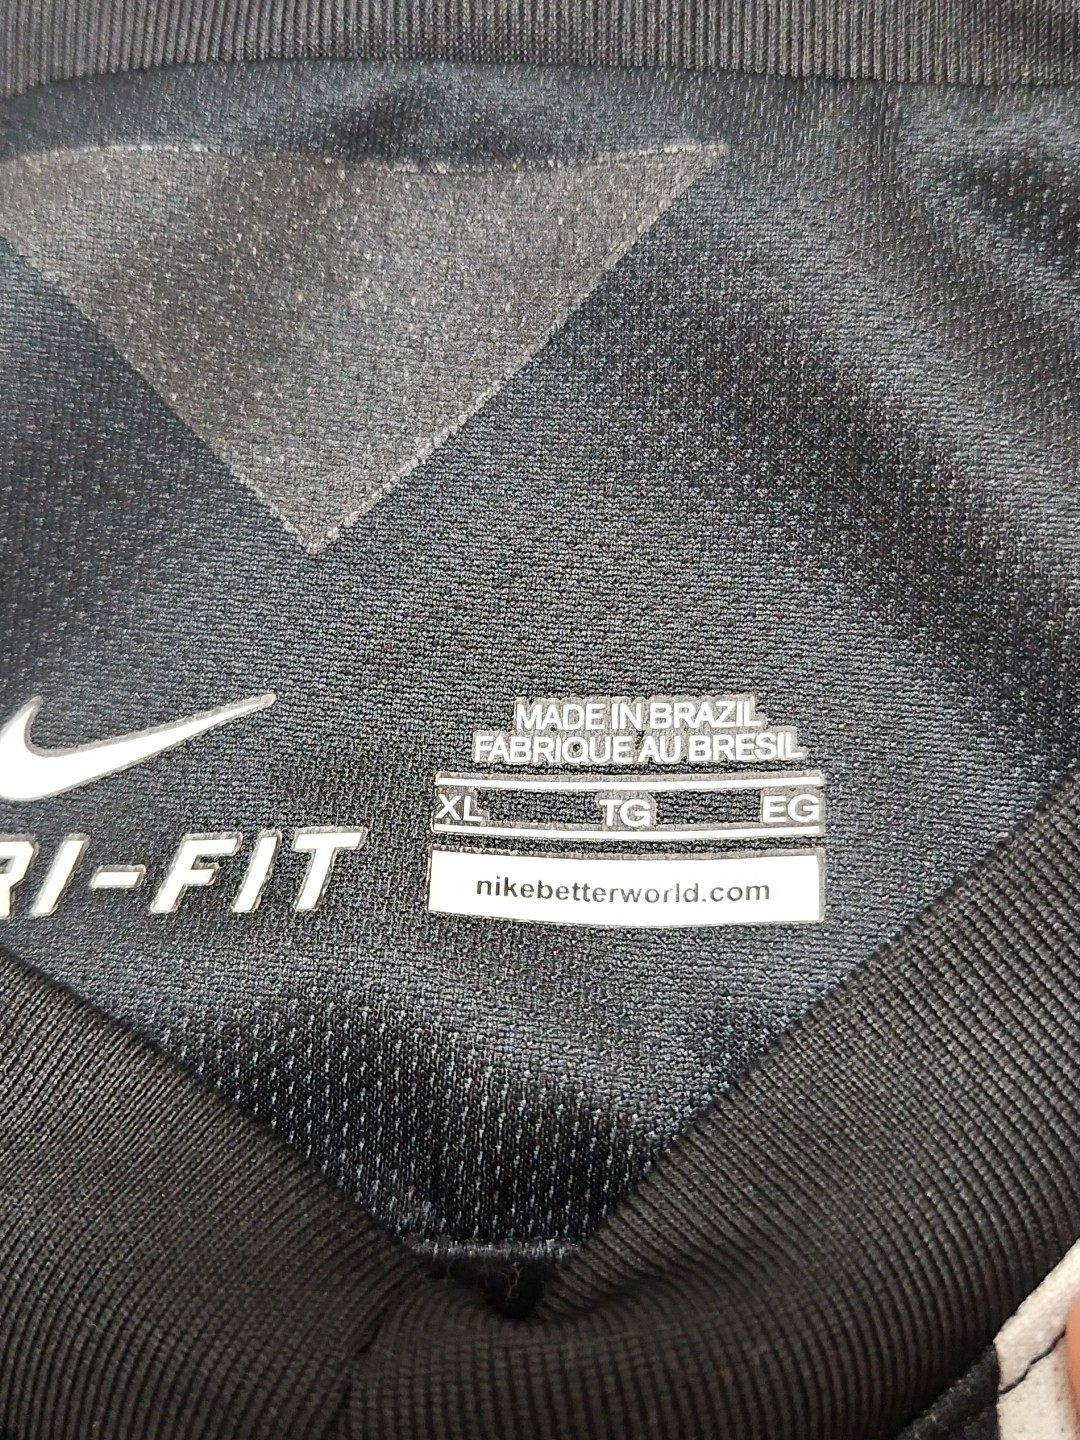 MADE IN BRAZIL
FABRIQUE AU BRESIL
XL TG EG
nikebetterworld.com
RI-FIT